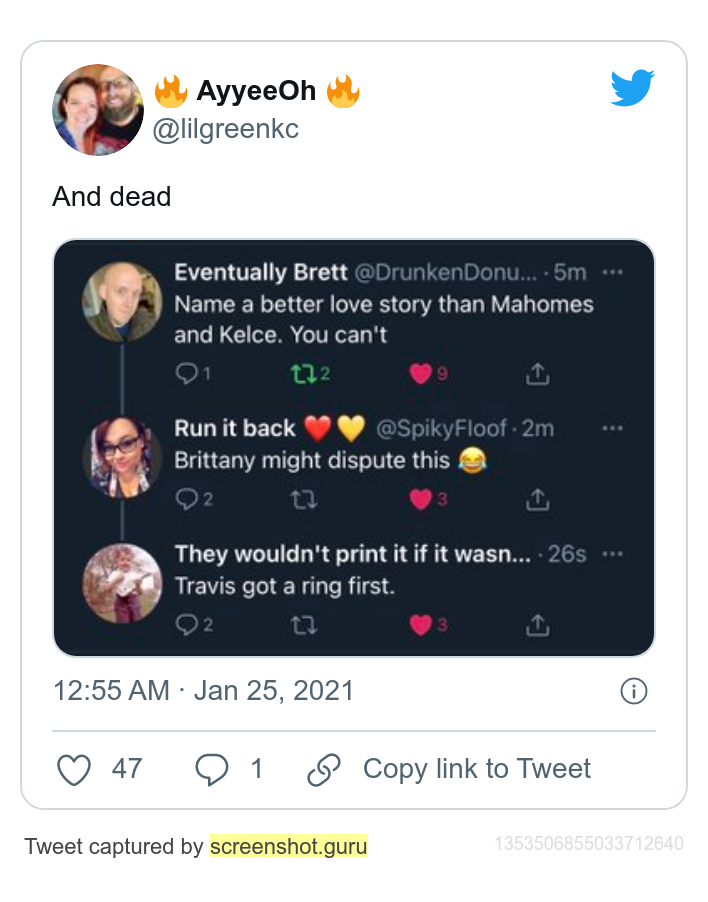 🔥 AyyeeOh 🔥
@lilgreenkc
And dead
Eventually Brett @DrunkenDonu... · 5m ···
Name a better love story than Mahomes
and Kelce. You can't
1 2 9
Run it back ❤️💛 @SpikyFloof · 2m ···
Brittany might dispute this 😂
2 3
They wouldn't print it if it wasn... · 26s ···
Travis got a ring first.
2 3
12:55 AM · Jan 25, 2021
47 1 Copy link to Tweet
Tweet captured by screenshot.guru 1353506855033712640